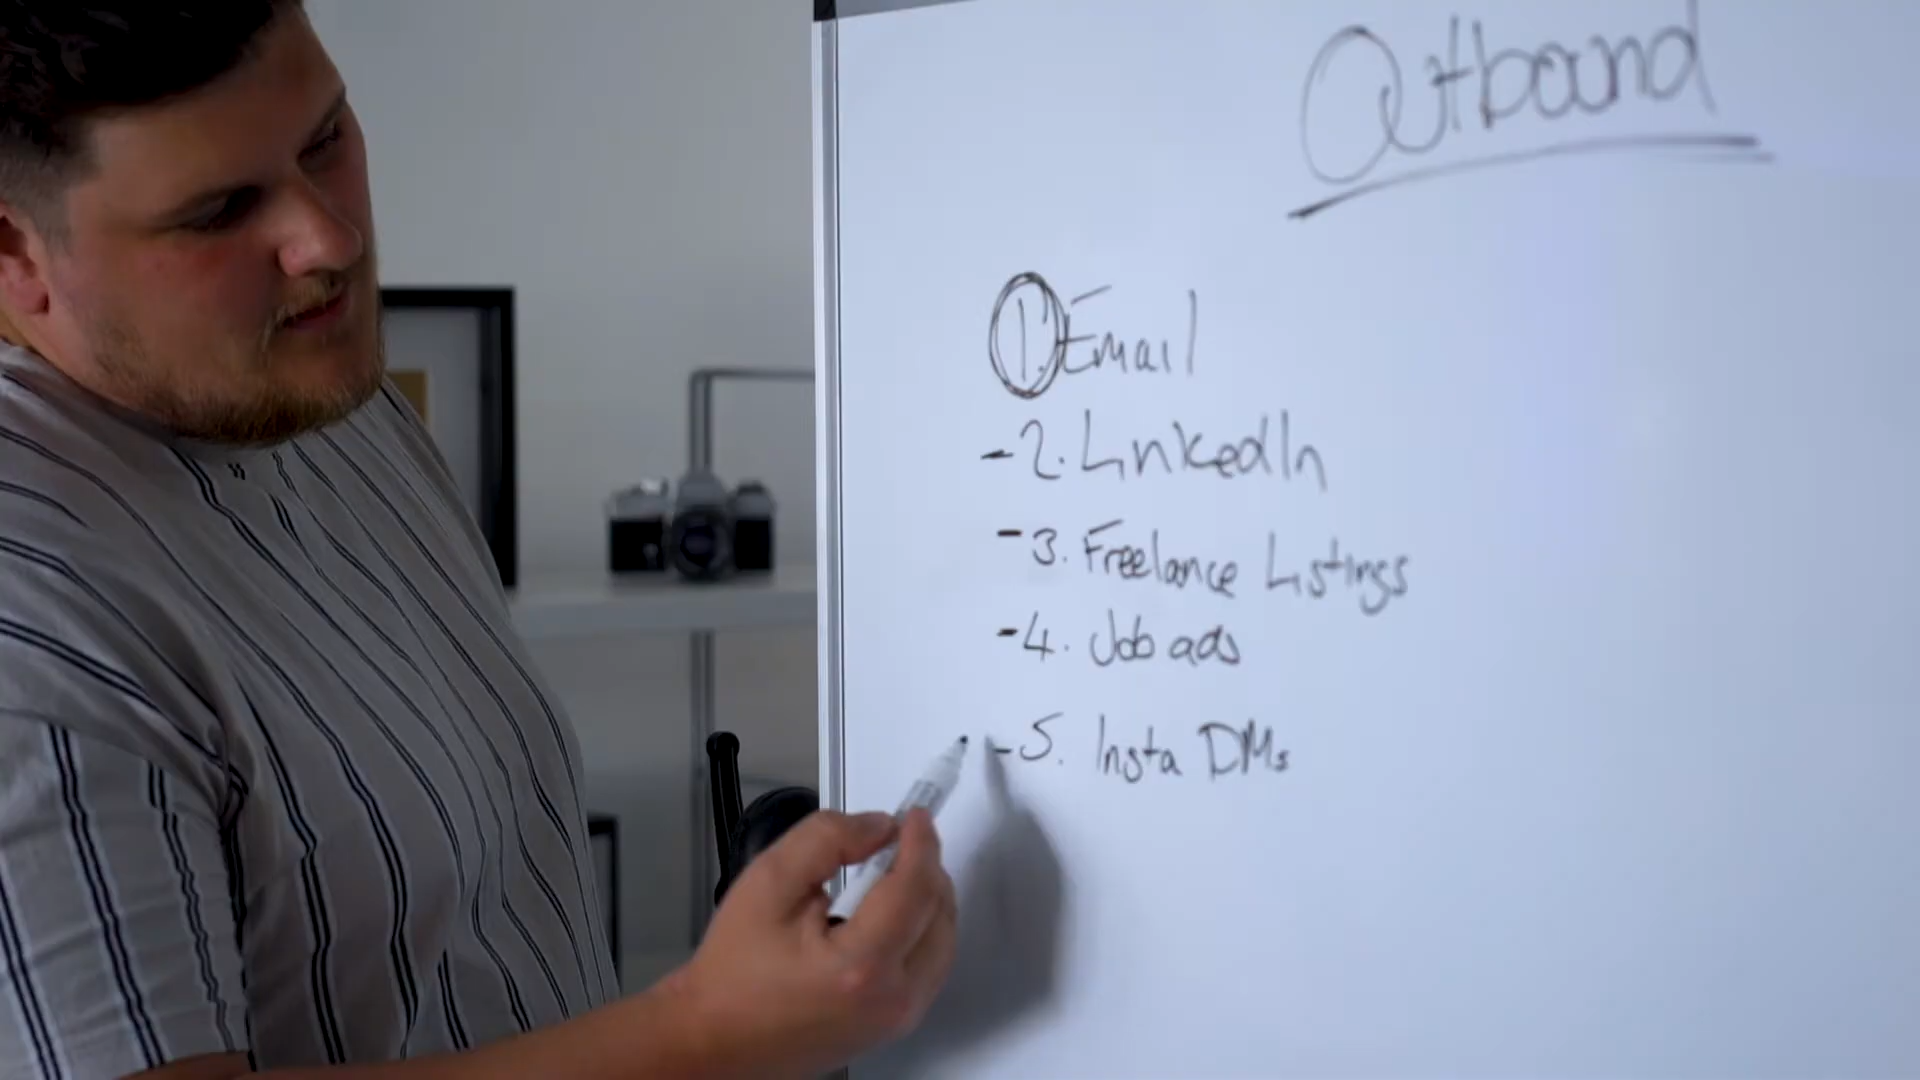 Outbound
1. Email
- 2. LinkedIn
- 3. Freelance Listings
- 4. Job ads
- 5. Insta DMs